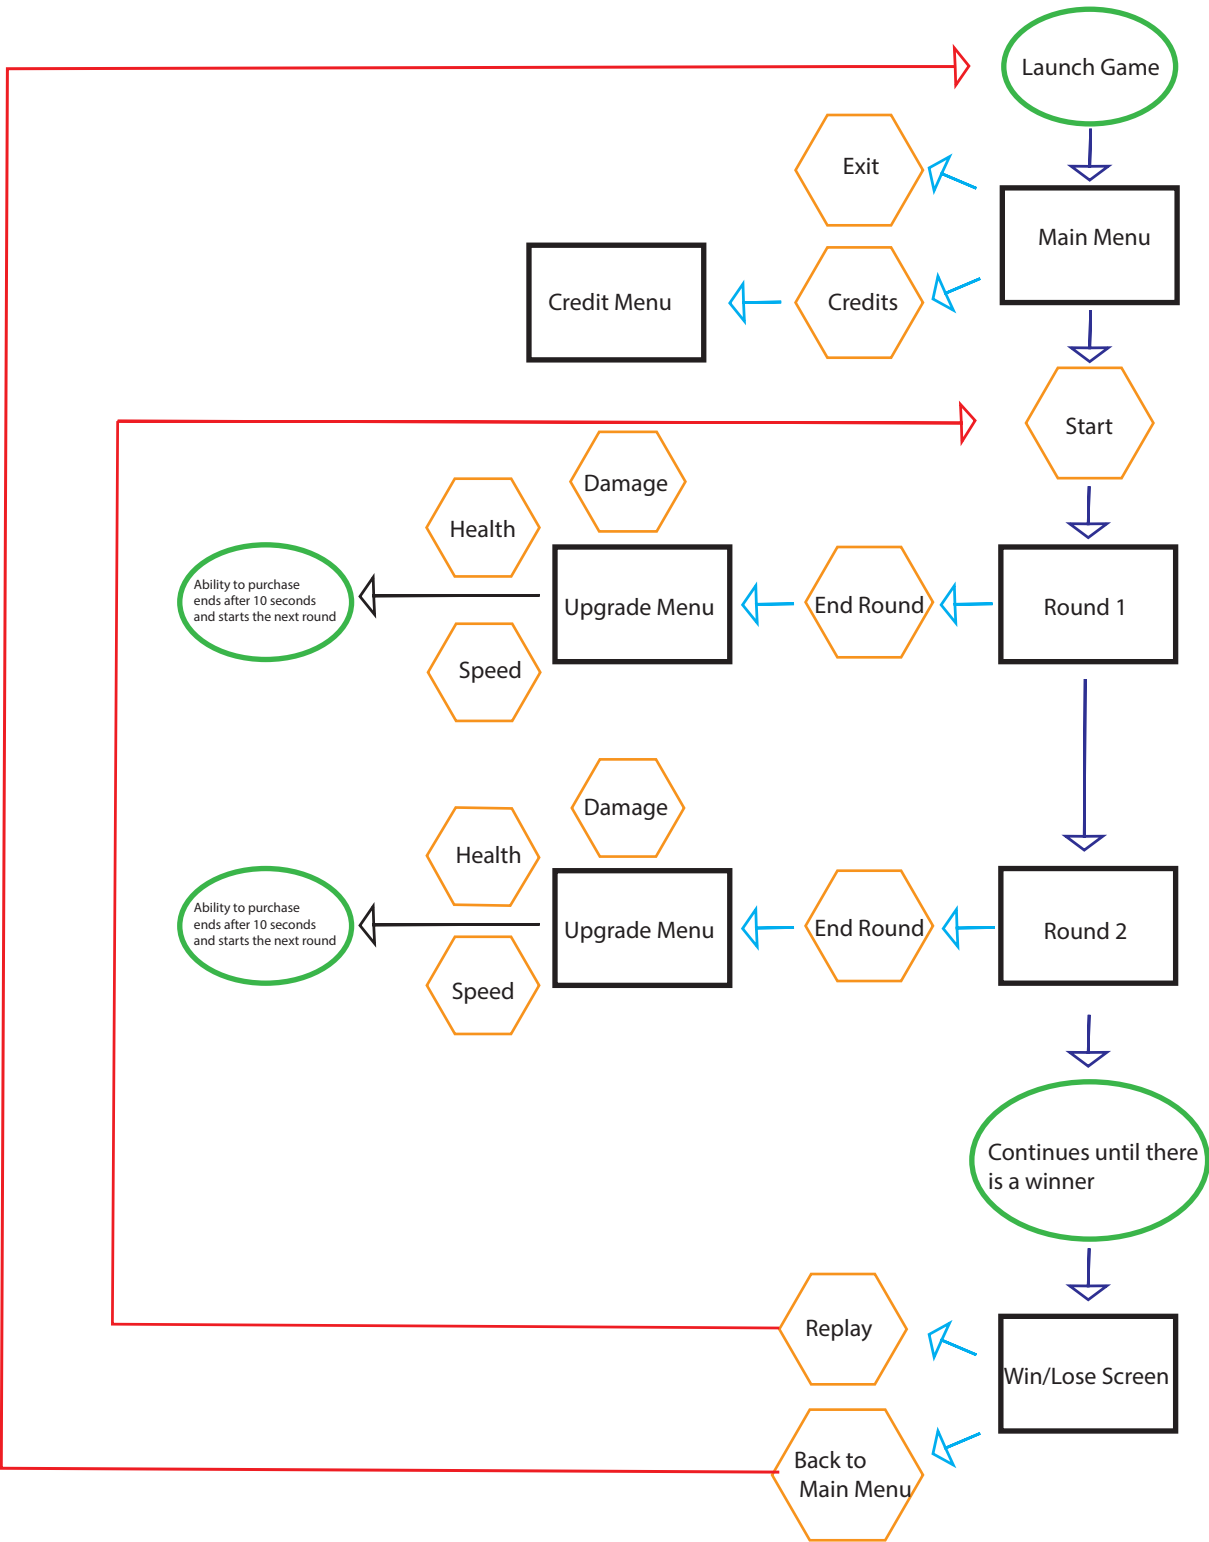 Launch Game
Exit
Main Menu
Credit Menu
Credits
Start
Damage
Health
Ability to purchase
ends after 10 seconds
and starts the next round
Upgrade Menu
End Round
Round 1
Speed
Damage
Health
Ability to purchase
ends after 10 seconds
and starts the next round
Upgrade Menu
End Round
Round 2
Speed
Continues until there
is a winner
Replay
Win/Lose Screen
Back to
Main Menu